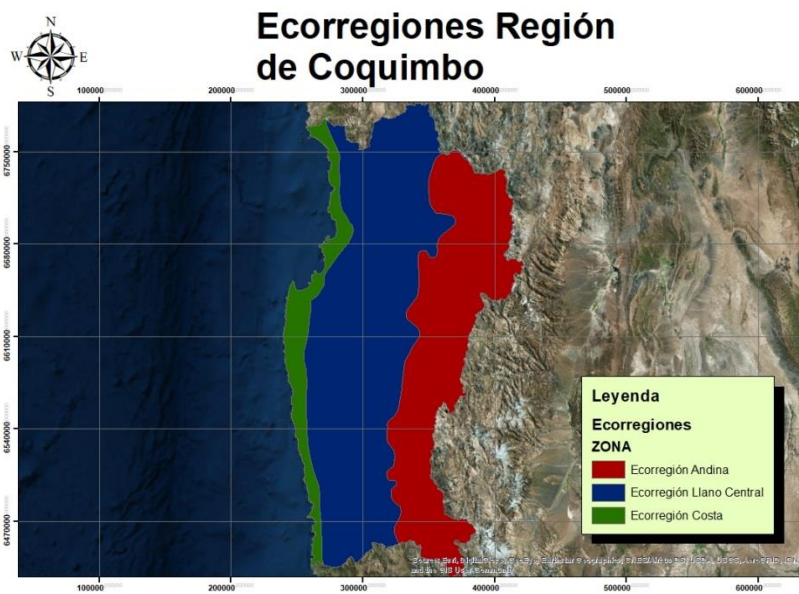 Ecorregiones Región
de Coquimbo
N
W
E
S
100000
200000
300000
400000
500000
600000
6750000
6680000
6610000
6540000
6470000
Leyenda
Ecorregiones
ZONA
Ecorregión Andina
Ecorregión Llano Central
Ecorregión Costa
100000
200000
300000
400000
500000
600000